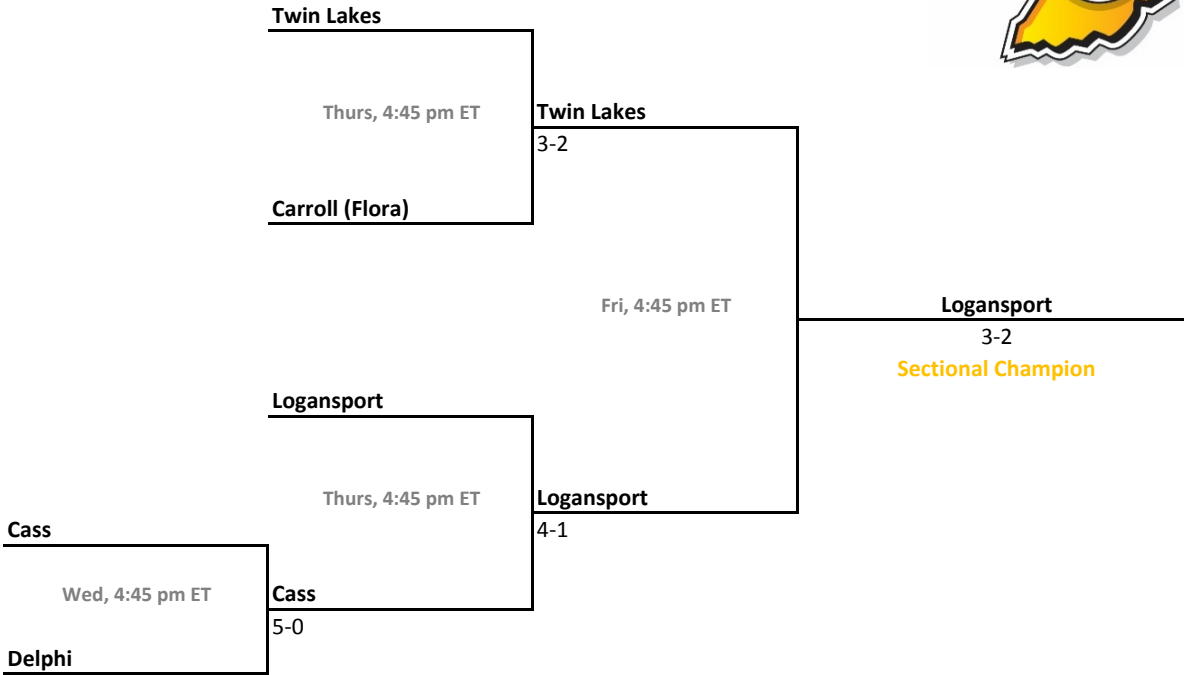 Twin Lakes
Thurs, 4:45 pm ET
Twin Lakes
3-2
Carroll (Flora)
Fri, 4:45 pm ET
Logansport
3-2
Sectional Champion
Logansport
Thurs, 4:45 pm ET
Logansport
4-1
Cass
Wed, 4:45 pm ET
Cass
5-0
Delphi